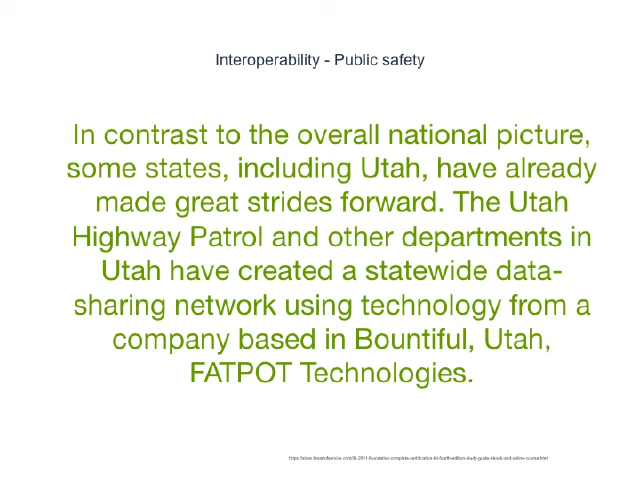 Interoperability - Public safety
In contrast to the overall national picture,
some states, including Utah, have already
made great strides forward. The Utah
Highway Patrol and other departments in
Utah have created a statewide data-
sharing network using technology from a
company based in Bountiful, Utah,
FATPOT Technologies.